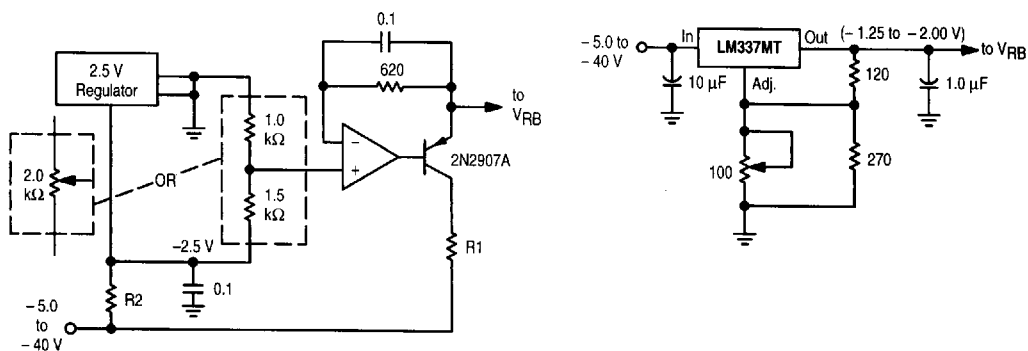 0.1
620
2.5 V
Regulator
to
V_RB
1.0
kΩ
2N2907A
2.0
kΩ
OR
1.5
kΩ
−
+
−2.5 V
R1
R2
0.1
− 5.0
to
− 40 V
− 5.0 to
− 40 V
In
LM337MT
Out
(− 1.25 to − 2.00 V)
to V_RB
10 µF
Adj.
120
1.0 µF
100
270